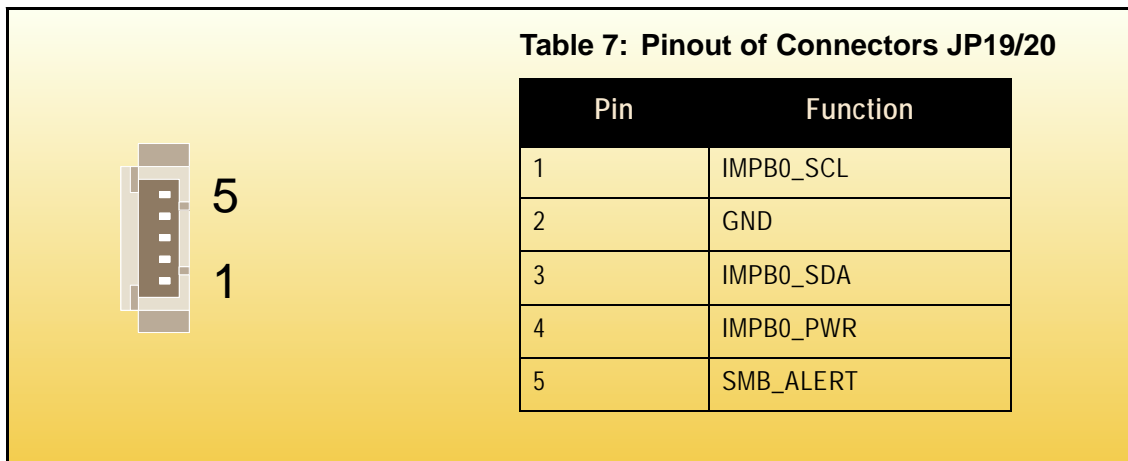 Table 7: Pinout of Connectors JP19/20
Pin Function
1 IMPB0_SCL
2 GND
3 IMPB0_SDA
4 IMPB0_PWR
5 SMB_ALERT
5
1